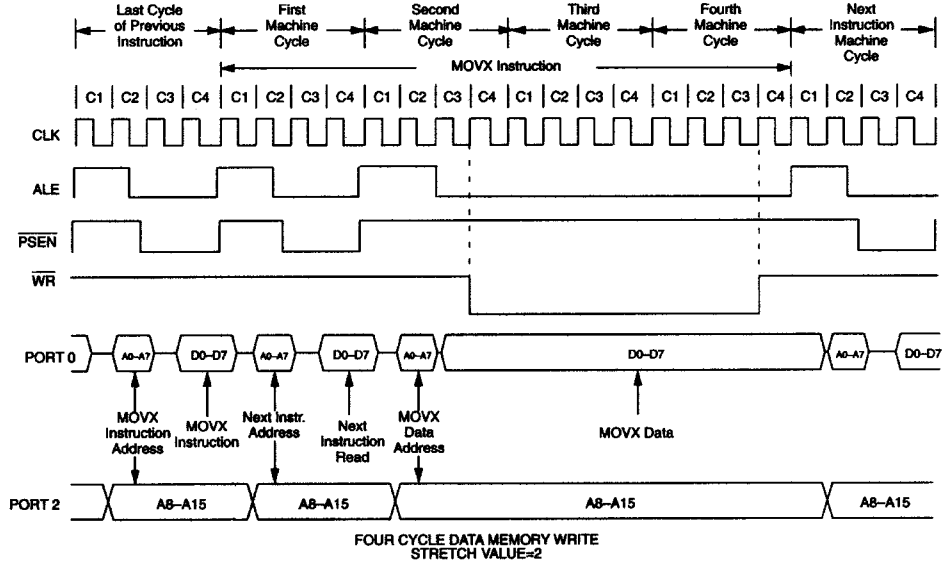 Last Cycle
of Previous
Instruction
First
Machine
Cycle
Second
Machine
Cycle
Third
Machine
Cycle
Fourth
Machine
Cycle
Next
Instruction
Machine
Cycle
MOVX Instruction
C1 C2 C3 C4 C1 C2 C3 C4 C1 C2 C3 C4 C1 C2 C3 C4 C1 C2 C3 C4 C1 C2 C3 C4
CLK
ALE
PSEN
WR
PORT 0 A0–A7 D0–D7 A0–A7 D0–D7 A0–A7 D0–D7 A0–A7 D0–D7
MOVX
Instruction
Address
MOVX
Instruction
Next Instr.
Address
Next
Instruction
Read
MOVX
Data
Address
MOVX Data
PORT 2 A8–A15 A8–A15 A8–A15 A8–A15
FOUR CYCLE DATA MEMORY WRITE
STRETCH VALUE=2